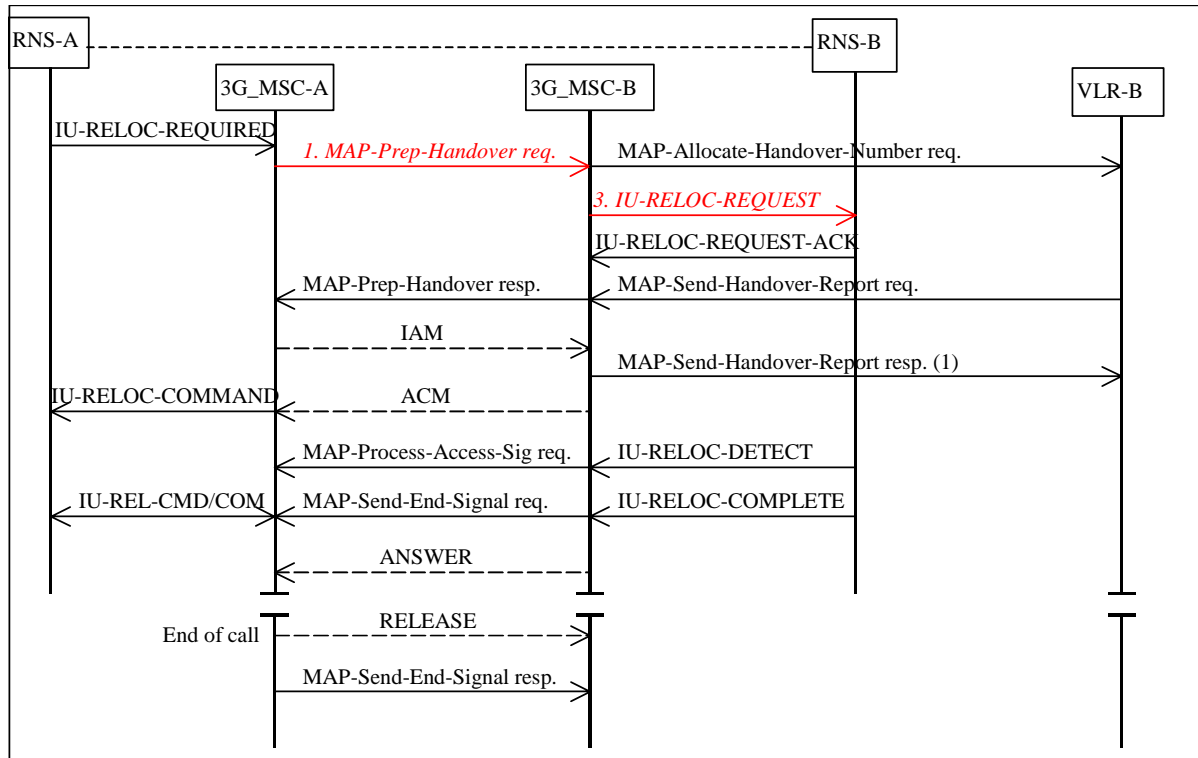 RNS-A
RNS-B
3G_MSC-A
3G_MSC-B
VLR-B
IU-RELOC-REQUIRED
1. MAP-Prep-Handover req.
MAP-Allocate-Handover-Number req.
3. IU-RELOC-REQUEST
IU-RELOC-REQUEST-ACK
MAP-Prep-Handover resp.
MAP-Send-Handover-Report req.
IAM
MAP-Send-Handover-Report resp. (1)
IU-RELOC-COMMAND
ACM
MAP-Process-Access-Sig req.
IU-RELOC-DETECT
IU-REL-CMD/COM
MAP-Send-End-Signal req.
IU-RELOC-COMPLETE
ANSWER
End of call
RELEASE
MAP-Send-End-Signal resp.